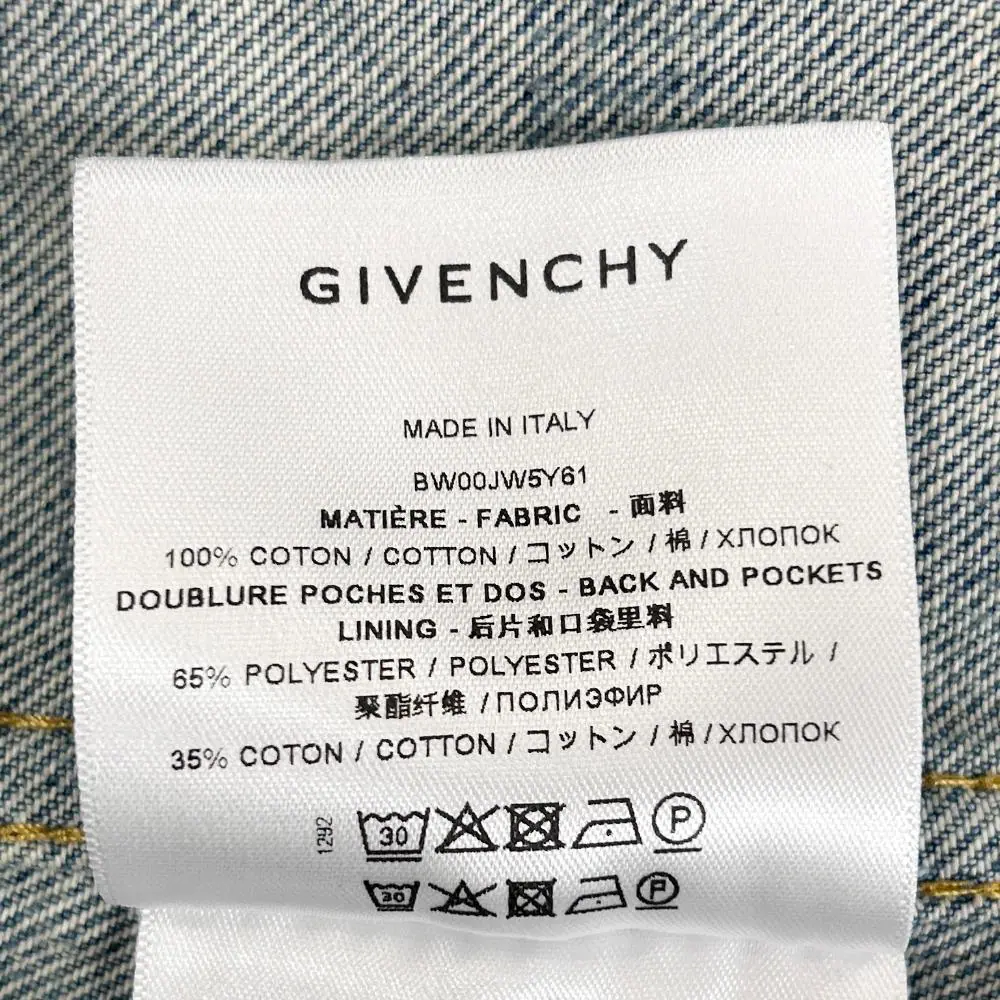 GIVENCHY
MADE IN ITALY
BW00JW5Y61
MATIÈRE - FABRIC - 面料
100% COTON / COTTON / コットン / 棉 / ХЛОПОК
DOUBLURE POCHES ET DOS - BACK AND POCKETS
LINING - 后片和口袋里料
65% POLYESTER / POLYESTER / ポリエステル /
聚酯纤维 / ПОЛИЭФИР
35% COTON / COTTON / コットン / 棉 / ХЛОПОК
1292
30 P
30 P